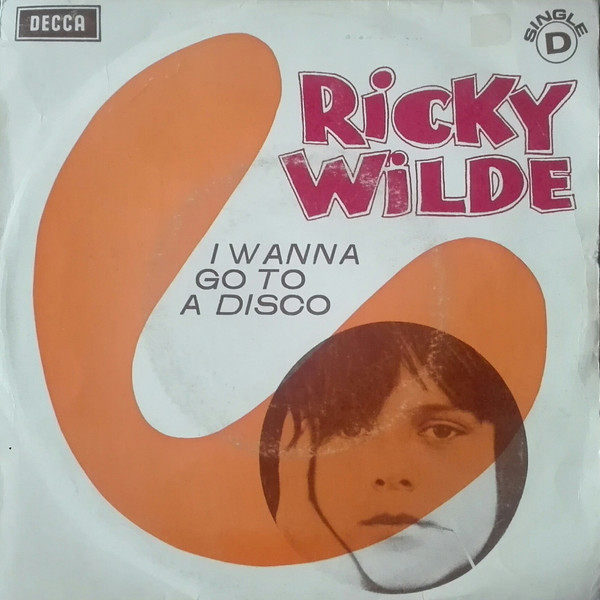 DECCA
SINGLE
D
RiCKY
WiLDE
I WANNA
GO TO
A DISCO